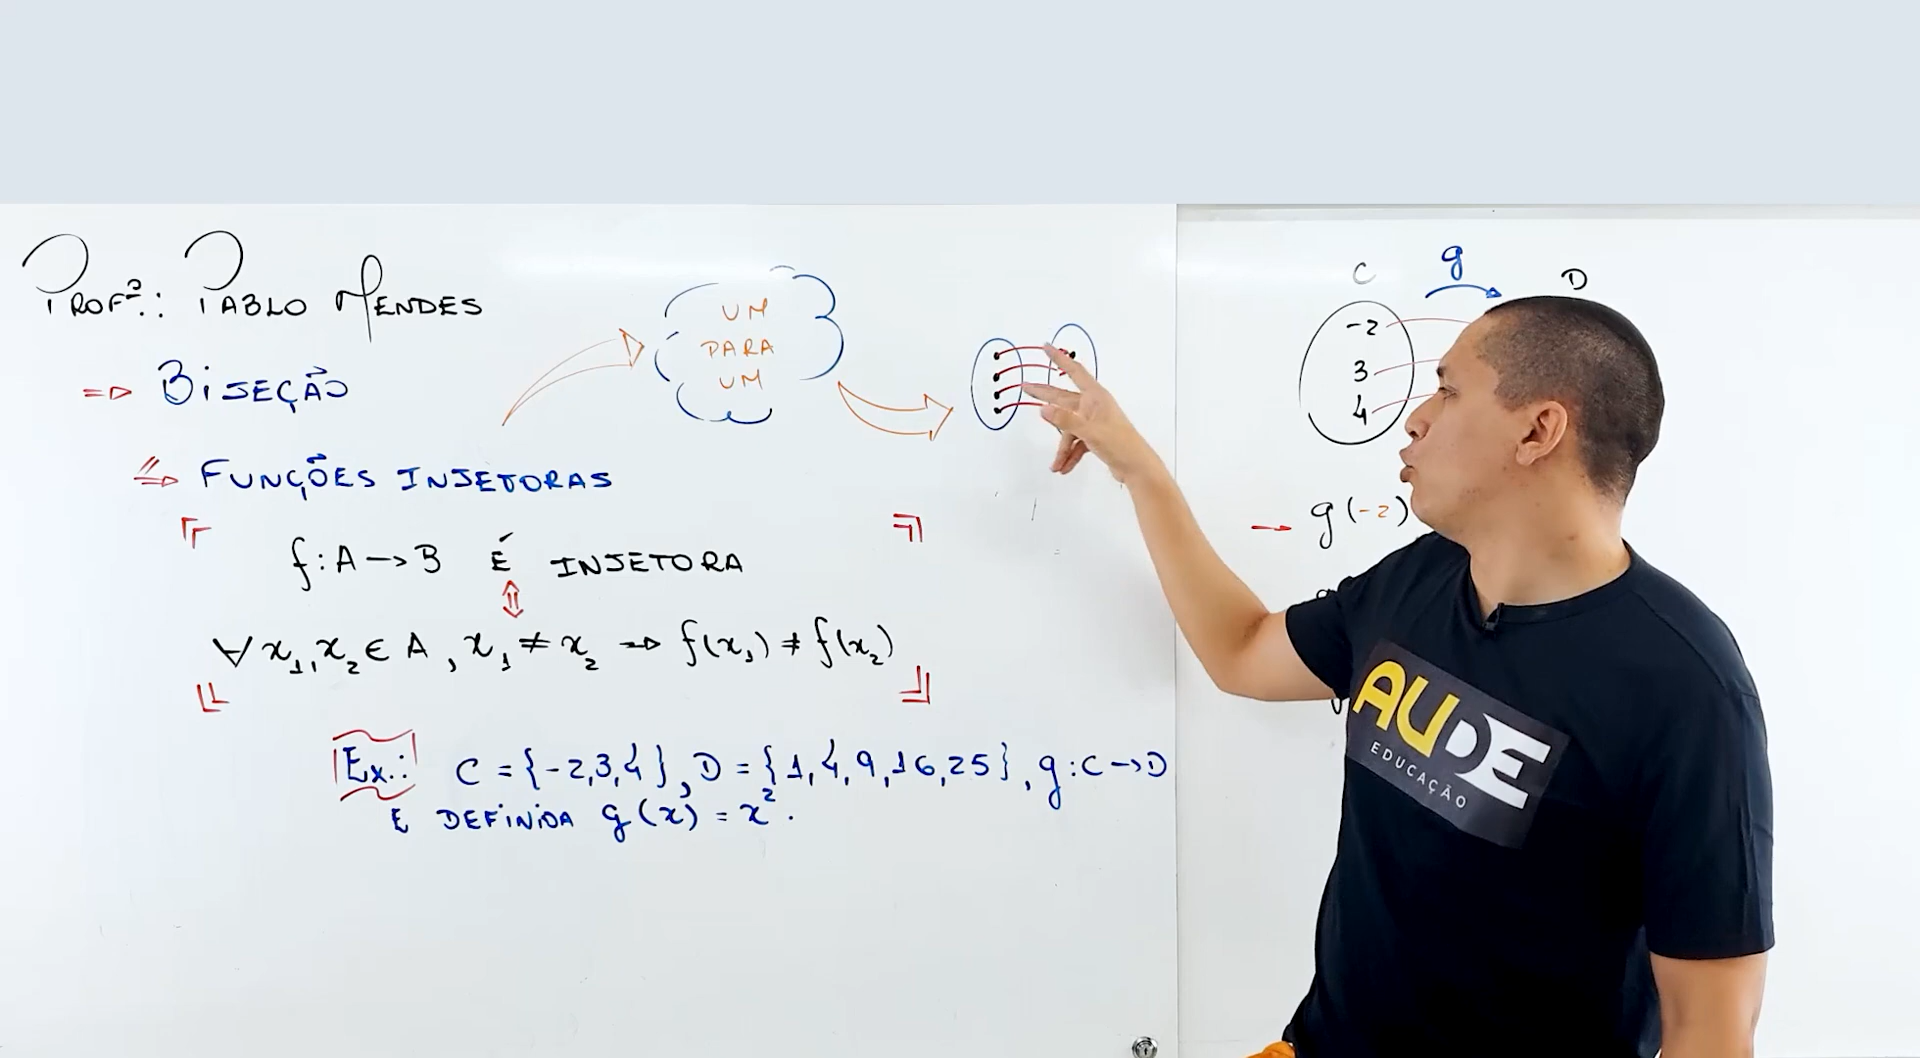 Profº.: Pablo Mendes
⇒ BiJEÇÃO
UM
PARA
UM
⇒ FUNÇÕES INJETORAS
f: A → B É INJETORA
⇕
∀ x₁, x₂ ∈ A, x₁ ≠ x₂ → f(x₁) ≠ f(x₂)
Ex.: C = {-2,3,4}, D = {1,4,9,16,25}, g: C → D
E DEFINIDA g(x) = x².
C g D
-2
3
4
→ g(-2)
AUDE
EDUCAÇÃO